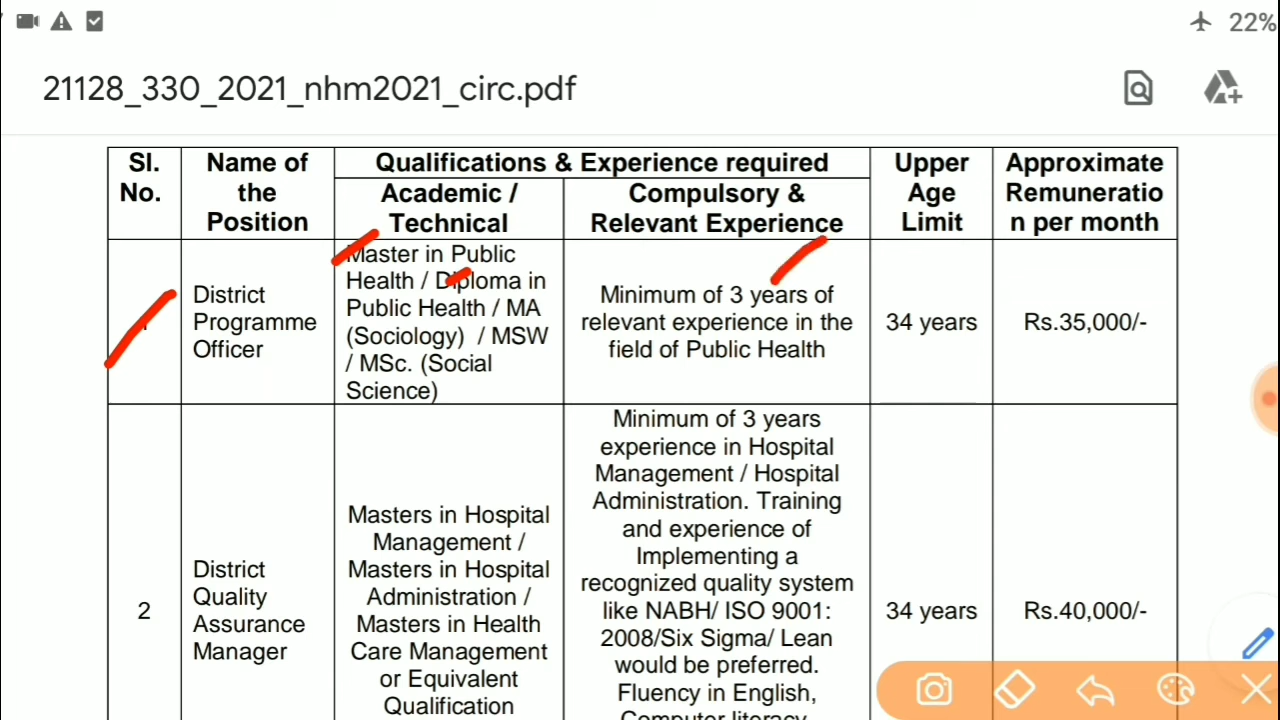 22%
21128_330_2021_nhm2021_circ.pdf
Sl.
No.
Name of
the
Position
Qualifications & Experience required
Academic /
Technical
Compulsory &
Relevant Experience
Upper
Age
Limit
Approximate
Remuneratio
n per month
District
Programme
Officer
Master in Public
Health / Diploma in
Public Health / MA
(Sociology) / MSW
/ MSc. (Social
Science)
Minimum of 3 years of
relevant experience in the
field of Public Health
34 years
Rs.35,000/-
2
District
Quality
Assurance
Manager
Masters in Hospital
Management /
Masters in Hospital
Administration /
Masters in Health
Care Management
or Equivalent
Qualification
Minimum of 3 years
experience in Hospital
Management / Hospital
Administration. Training
and experience of
Implementing a
recognized quality system
like NABH/ ISO 9001:
2008/Six Sigma/ Lean
would be preferred.
Fluency in English,
Computer literacy
34 years
Rs.40,000/-